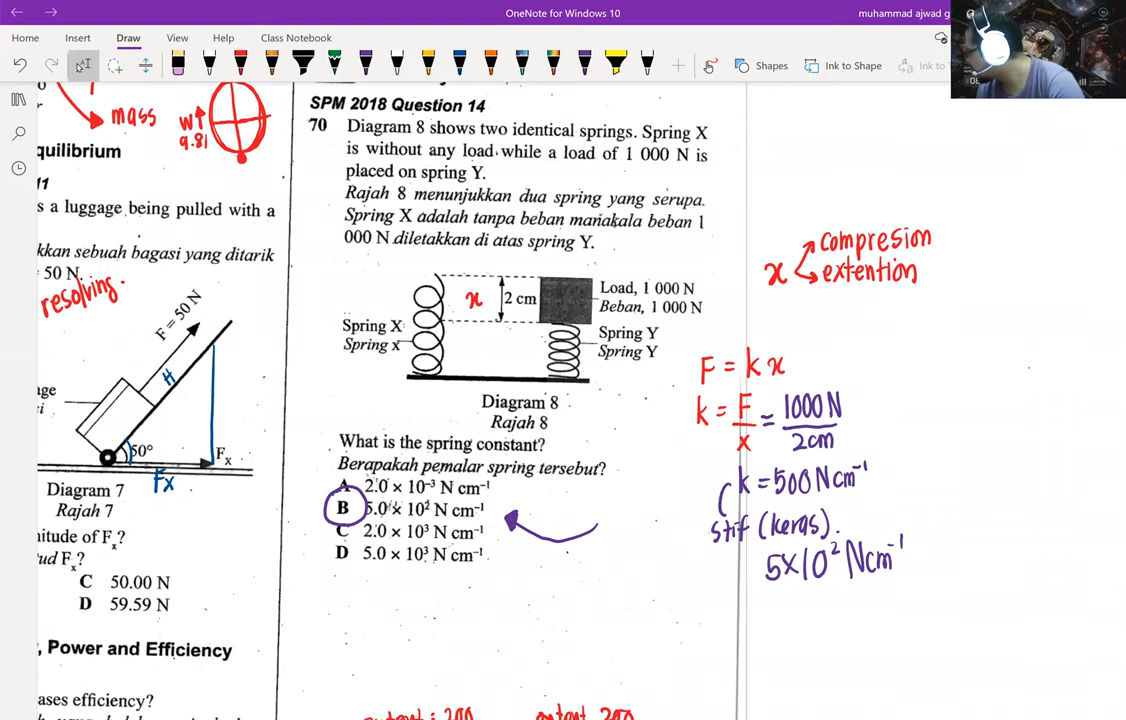 OneNote for Windows 10
muhammad ajwad g
Home
Insert
Draw
View
Help
Class Notebook
Shapes
Ink to Shape
Ink to
mass
W↑
9.81
quilibrium
11
s a luggage being pulled with a
kkan sebuah bagasi yang ditarik
= 50 N.
resolving.
F = 50 N
H
age
i
50°
Fx
Fx
Diagram 7
Rajah 7
nitude of Fx?
ud Fx?
C 50.00 N
D 59.59 N
, Power and Efficiency
ases efficiency?
SPM 2018 Question 14
70 Diagram 8 shows two identical springs. Spring X
is without any load while a load of 1 000 N is
placed on spring Y.
Rajah 8 menunjukkan dua spring yang serupa.
Spring X adalah tanpa beban manakala beban 1
000 N diletakkan di atas spring Y.
x
2 cm
Load, 1 000 N
Beban, 1 000 N
Spring X
Spring x
Spring Y
Spring Y
Diagram 8
Rajah 8
What is the spring constant?
Berapakah pemalar spring tersebut?
A 2.0 × 10⁻³ N cm⁻¹
B 5.0 × 10² N cm⁻¹
C 2.0 × 10³ N cm⁻¹
D 5.0 × 10³ N cm⁻¹
x
compresion
extention
F = kx
k = F/x = 1000N/2cm
k = 500 N cm⁻¹
stif (keras).
5×10² Ncm⁻¹